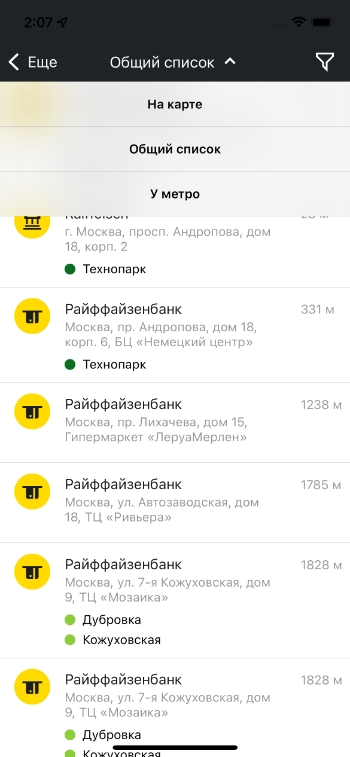 2:07
Еще
Общий список
На карте
Общий список
У метро
Raiffeisen
г. Москва, просп. Андропова, дом
18, корп. 2
Технопарк
Райффайзенбанк
331 м
Москва, пр. Андропова, дом 18,
корп. 6, БЦ «Немецкий центр»
Технопарк
Райффайзенбанк
1238 м
Москва, пр. Лихачева, дом 15,
Гипермаркет «ЛеруаМерлен»
Райффайзенбанк
1785 м
Москва, ул. Автозаводская, дом
18, ТЦ «Ривьера»
Райффайзенбанк
1828 м
Москва, ул. 7-я Кожуховская, дом
9, ТЦ «Мозаика»
Дубровка
Кожуховская
Райффайзенбанк
1828 м
Москва, ул. 7-я Кожуховская, дом
9, ТЦ «Мозаика»
Дубровка
Кожуховская